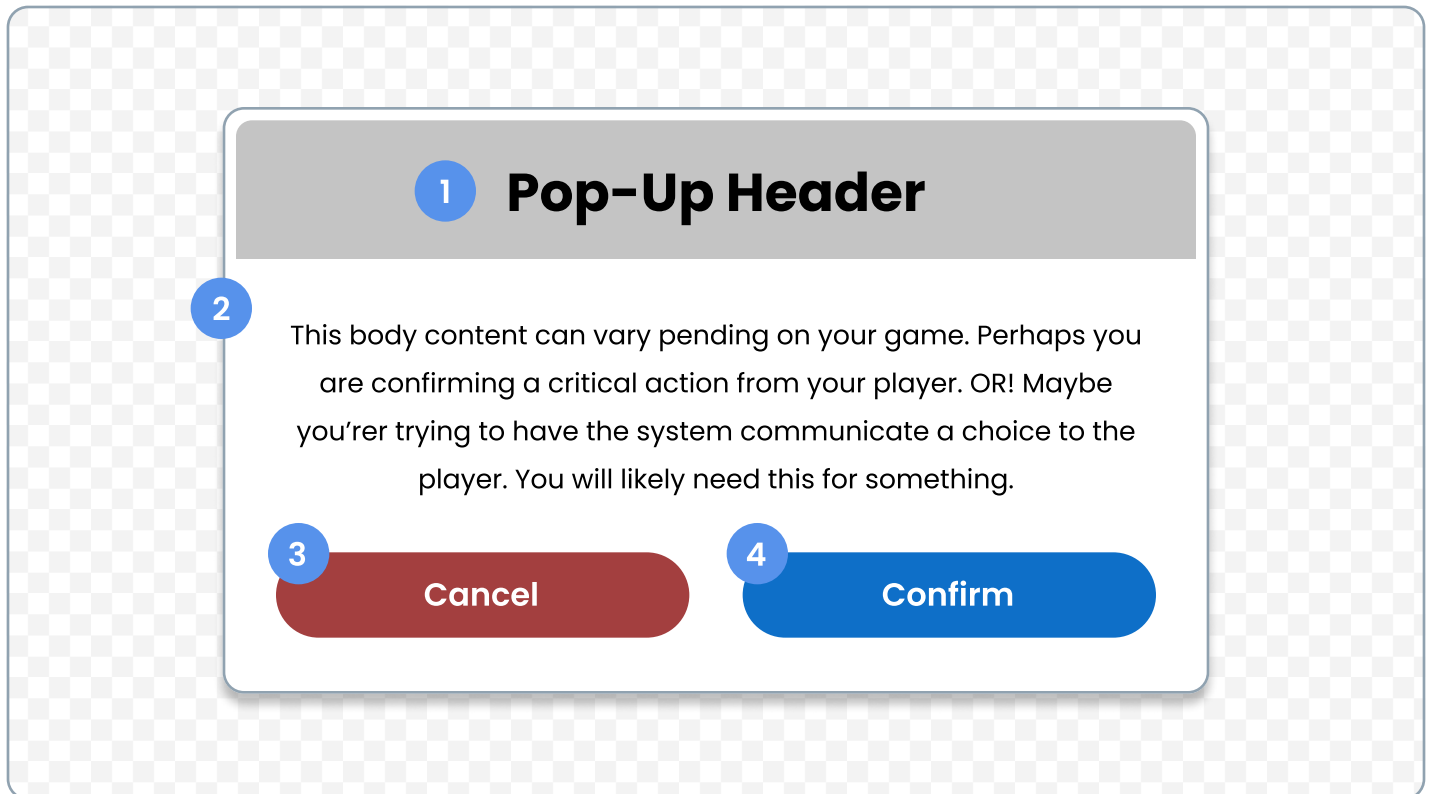 1 Pop-Up Header
2
This body content can vary pending on your game. Perhaps you
are confirming a critical action from your player. OR! Maybe
you’rer trying to have the system communicate a choice to the
player. You will likely need this for something.
3 Cancel
4 Confirm